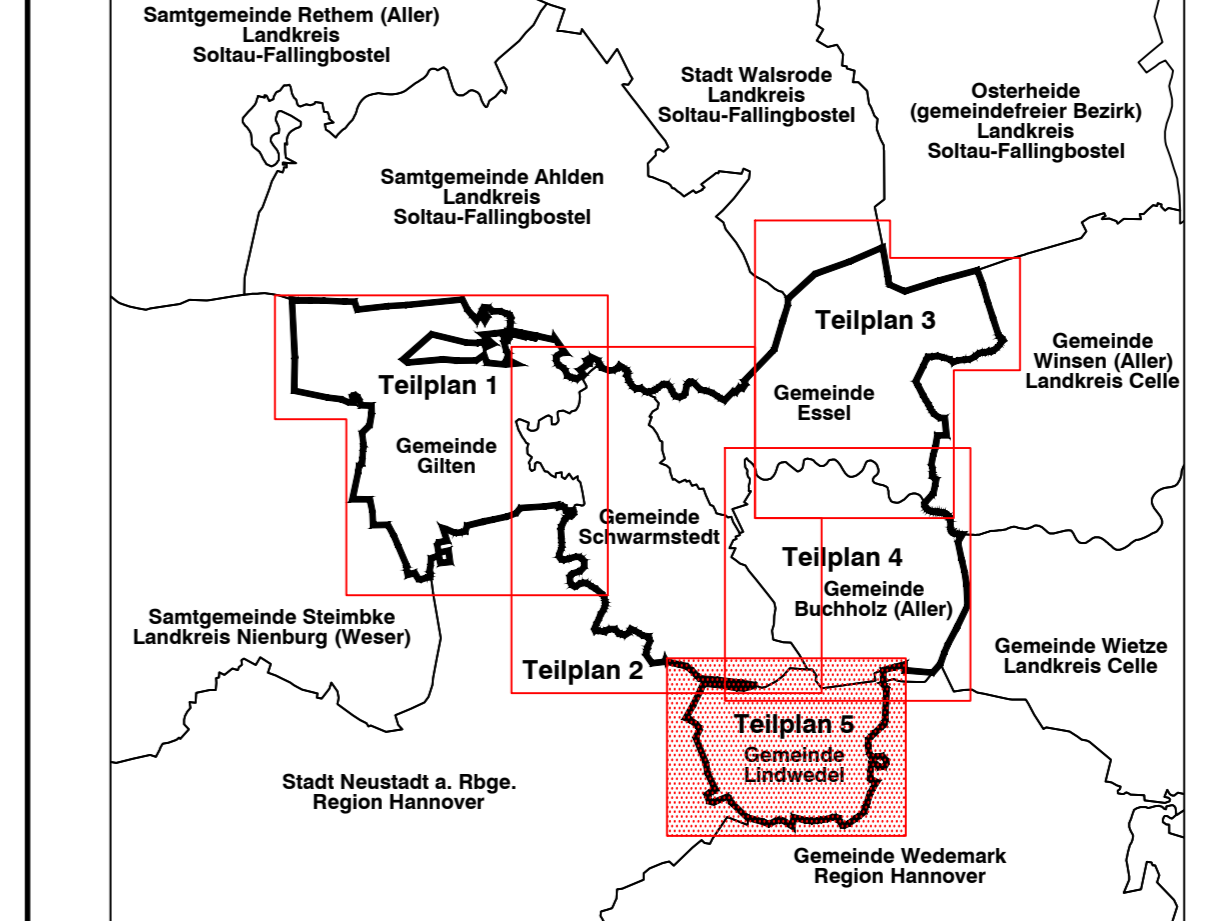 Samtgemeinde Rethem (Aller)
Landkreis
Soltau-Fallingbostel
Stadt Walsrode
Landkreis
Soltau-Fallingbostel
Osterheide
(gemeindefreier Bezirk)
Landkreis
Soltau-Fallingbostel
Samtgemeinde Ahlden
Landkreis
Soltau-Fallingbostel
Teilplan 3
Gemeinde
Winsen (Aller)
Landkreis Celle
Teilplan 1
Gemeinde
Essel
Gemeinde
Gilten
Gemeinde
Schwarmstedt
Teilplan 4
Gemeinde
Buchholz (Aller)
Samtgemeinde Steimbke
Landkreis Nienburg (Weser)
Gemeinde Wietze
Landkreis Celle
Teilplan 2
Teilplan 5
Gemeinde
Lindwedel
Stadt Neustadt a. Rbge.
Region Hannover
Gemeinde Wedemark
Region Hannover